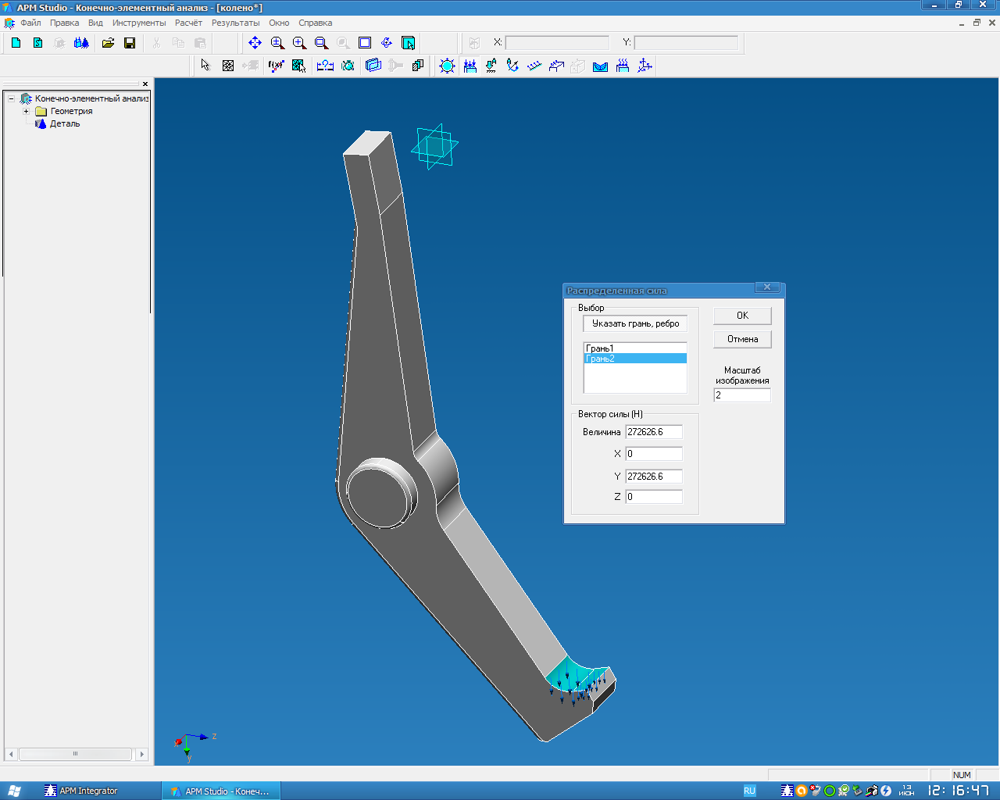 APM Studio - Конечно-элементный анализ - [колено*]
Файл Правка Вид Инструменты Расчёт Результаты Окно Справка
X: Y:
f(x)
Конечно-элементный анализ
Геометрия
Деталь
Распределенная сила
Выбор
Указать грань, ребро
Грань1
Грань2
OK
Отмена
Масштаб
изображения
2
Вектор силы (Н)
Величина 272626.6
X 0
Y 272626.6
Z 0
z
x
y
NUM
APM Integrator
APM Studio - Конеч...
RU
13
июн
12:16:47